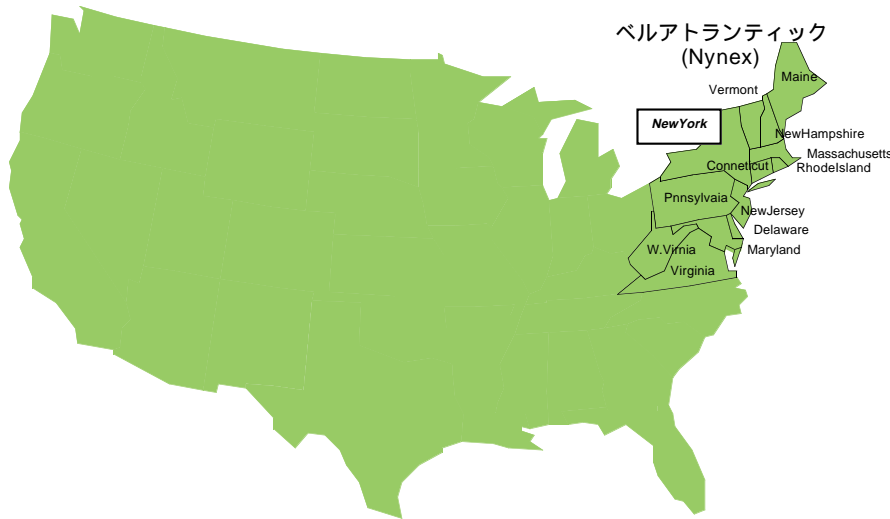 ベルアトランティック
(Nynex)
Maine
Vermont
NewYork
NewHampshire
Massachusetts
Conneticut
RhodeIsland
Pnnsylvaia
NewJersey
Delaware
W.Virnia
Maryland
Virginia